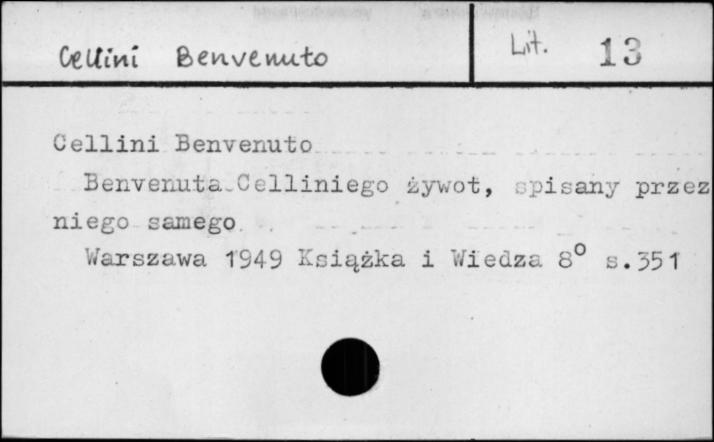 Cellini Benvenuto
Lit. 13
Cellini Benvenuto
Benvenuta Celliniego żywot, spisany przez
niego samego
Warszawa 1949 Książka i Wiedza 8° s.351